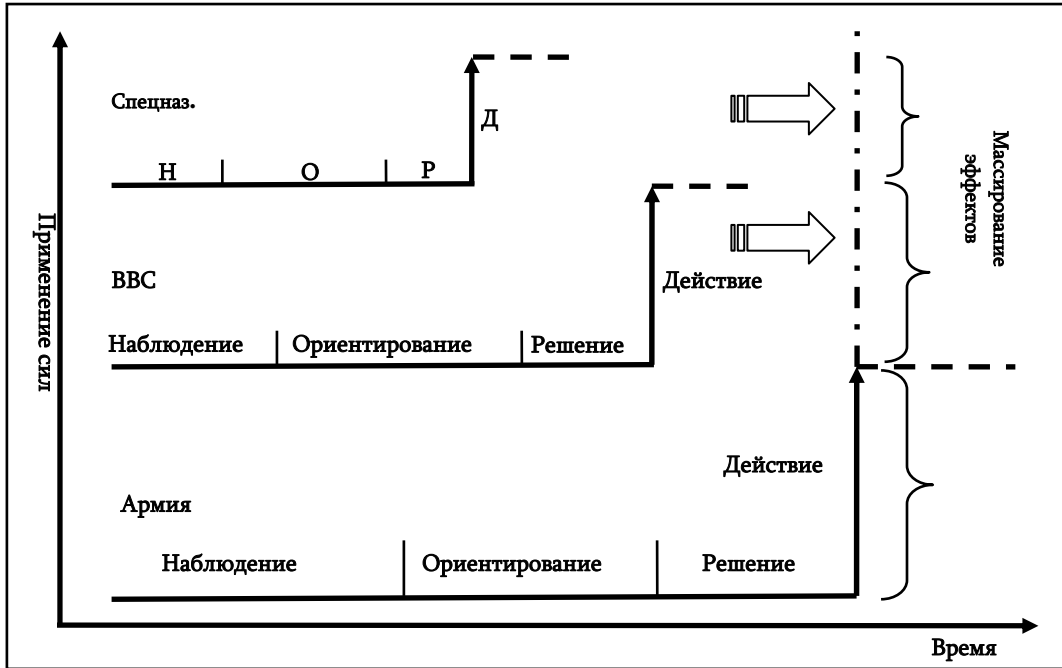 Спецназ.
Д
Н О Р
Применение сил
ВВС
Действие
Наблюдение Ориентирование Решение
Массирование
эффектов
Действие
Армия
Наблюдение Ориентирование Решение
Время